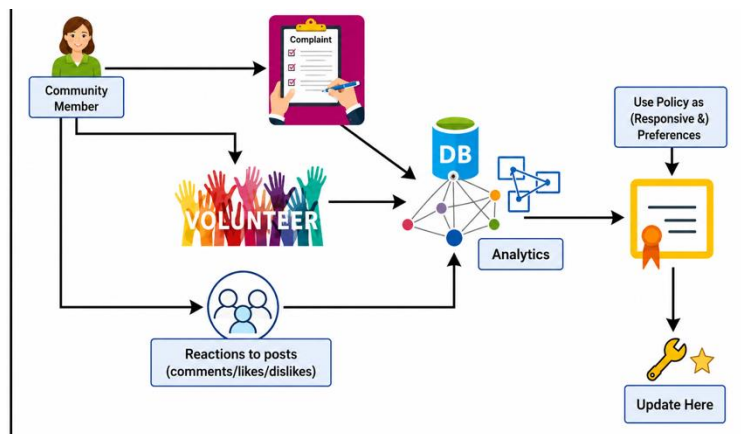 Complaint
Community
Member
Use Policy as
(Responsive &)
Preferences
DB
VOLUNTEER
Analytics
Reactions to posts
(comments/likes/dislikes)
Update Here